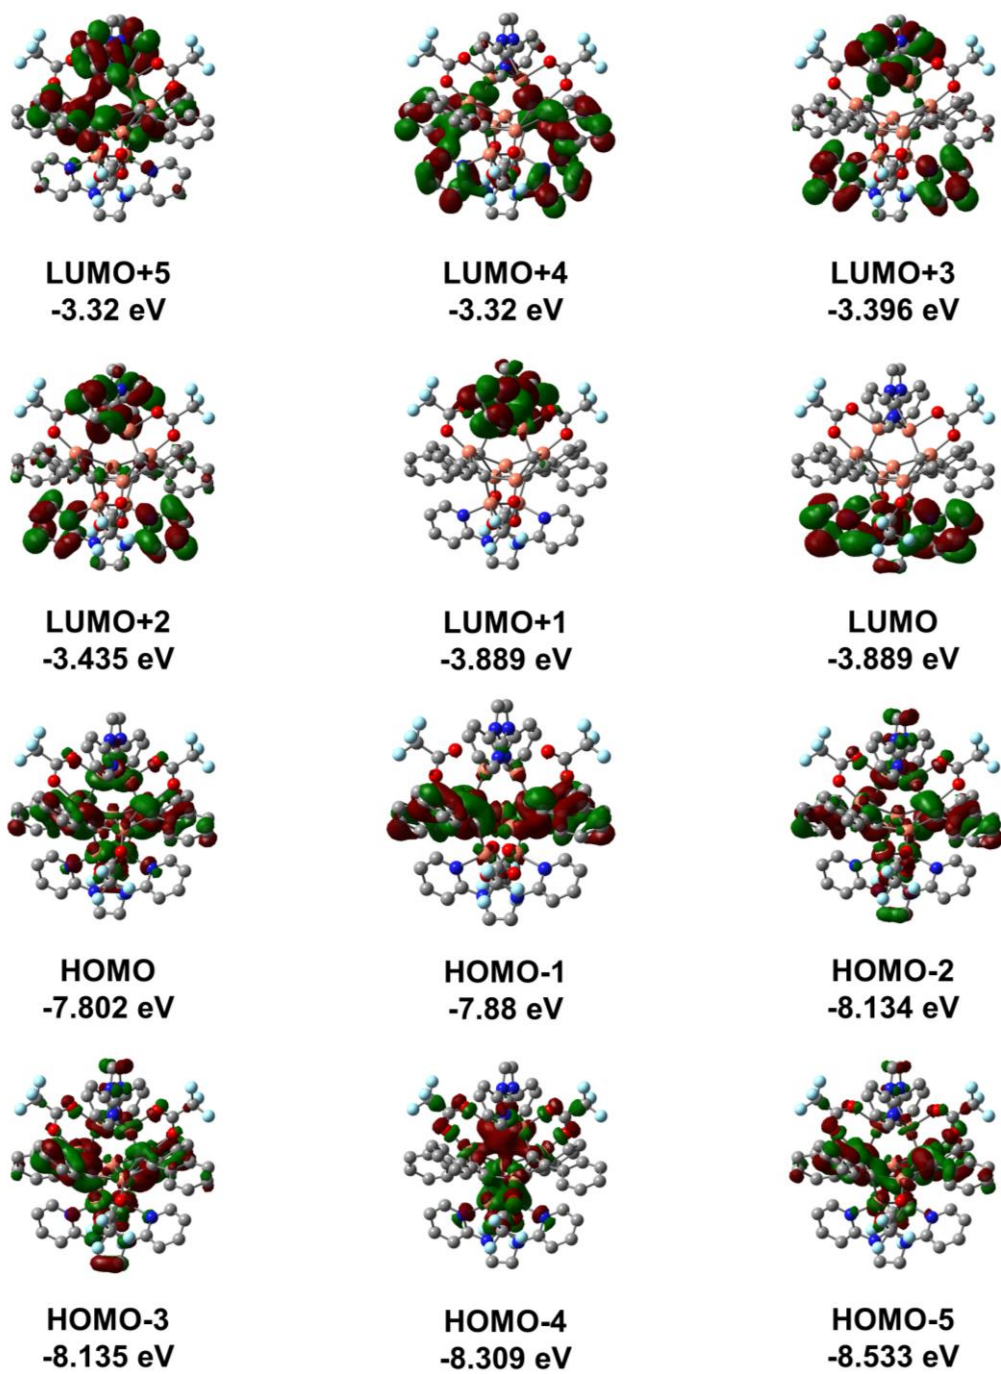 LUMO+5
-3.32 eV
LUMO+4
-3.32 eV
LUMO+3
-3.396 eV
LUMO+2
-3.435 eV
LUMO+1
-3.889 eV
LUMO
-3.889 eV
HOMO
-7.802 eV
HOMO-1
-7.88 eV
HOMO-2
-8.134 eV
HOMO-3
-8.135 eV
HOMO-4
-8.309 eV
HOMO-5
-8.533 eV